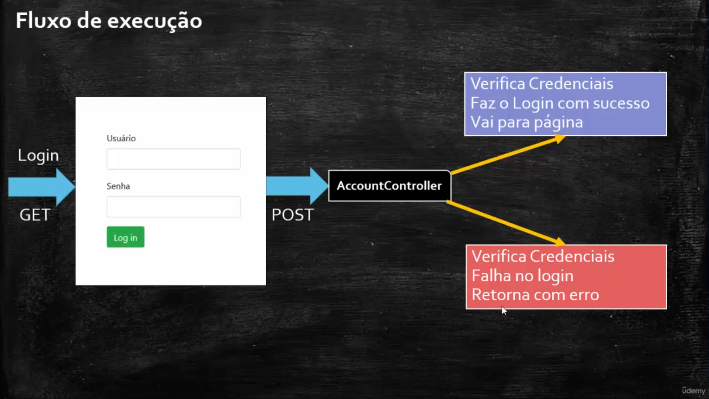 Fluxo de execução
Login
GET
Usuário
Senha
Log in
POST
AccountController
Verifica Credenciais
Faz o Login com sucesso
Vai para página
Verifica Credenciais
Falha no login
Retorna com erro
ûdemy